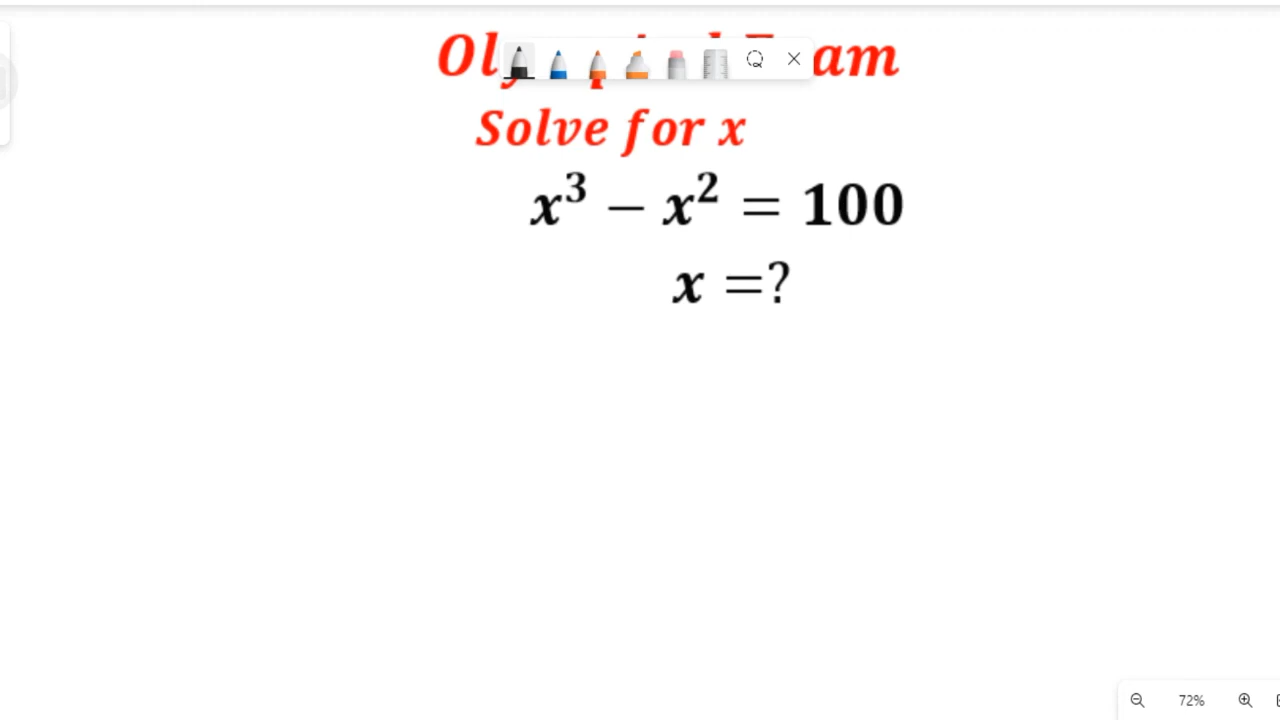 Solve for x
x³ − x² = 100
x =?
72%